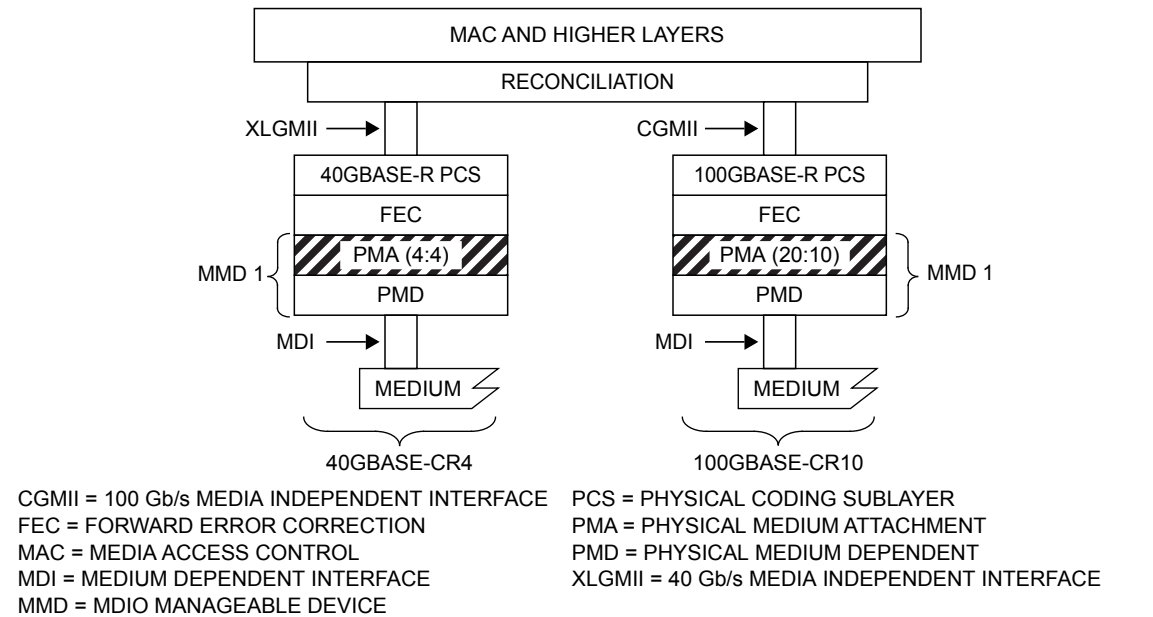 MAC AND HIGHER LAYERS
RECONCILIATION
XLGMII
CGMII
40GBASE-R PCS
100GBASE-R PCS
FEC
FEC
PMA (4:4)
PMA (20:10)
MMD 1
MMD 1
PMD
PMD
MDI
MDI
MEDIUM
MEDIUM
40GBASE-CR4
100GBASE-CR10
CGMII = 100 Gb/s MEDIA INDEPENDENT INTERFACE
FEC = FORWARD ERROR CORRECTION
MAC = MEDIA ACCESS CONTROL
MDI = MEDIUM DEPENDENT INTERFACE
MMD = MDIO MANAGEABLE DEVICE
PCS = PHYSICAL CODING SUBLAYER
PMA = PHYSICAL MEDIUM ATTACHMENT
PMD = PHYSICAL MEDIUM DEPENDENT
XLGMII = 40 Gb/s MEDIA INDEPENDENT INTERFACE